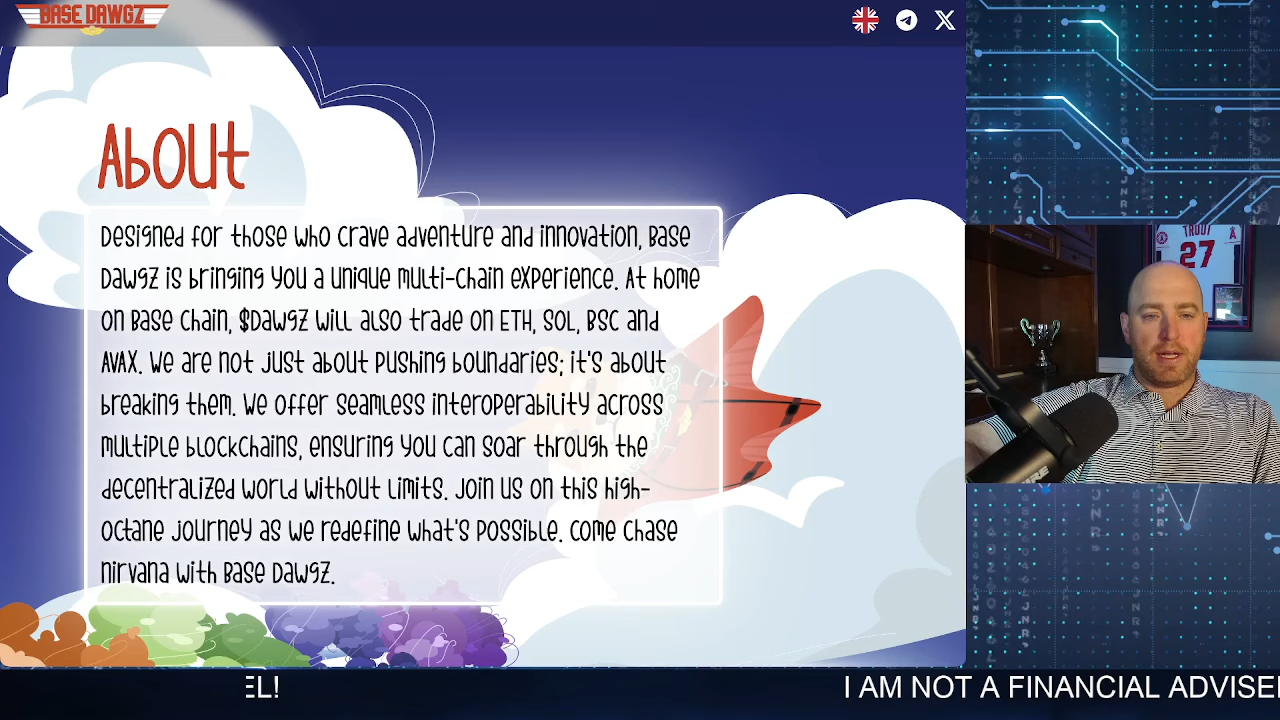 BASE DAWGZ
About
Designed for those who crave adventure and innovation, Base
Dawgz is bringing you a unique multi-chain experience. At home
on Base Chain, $Dawgz will also trade on ETH, SOL, BSC and
AVAX. We are not just about pushing boundaries; it's about
breaking them. We offer seamless interoperability across
multiple blockchains, ensuring you can soar through the
decentralized world without limits. Join us on this high-
octane journey as we redefine what's possible. Come chase
nirvana with Base Dawgz.
TROUT
27
EL!
I AM NOT A FINANCIAL ADVISE